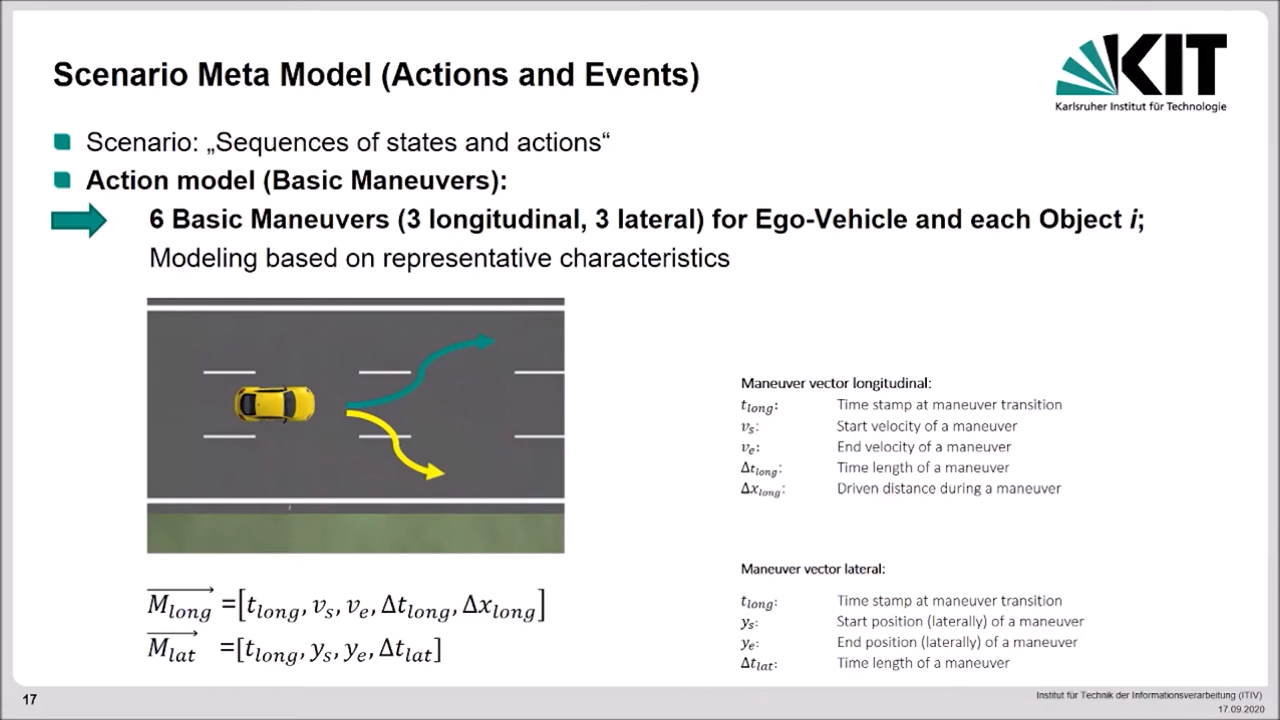 Scenario Meta Model (Actions and Events)
KIT
Karlsruher Institut für Technologie
Scenario: „Sequences of states and actions“
Action model (Basic Maneuvers):
6 Basic Maneuvers (3 longitudinal, 3 lateral) for Ego-Vehicle and each Object i;
Modeling based on representative characteristics
Maneuver vector longitudinal:
t_long: Time stamp at maneuver transition
v_s: Start velocity of a maneuver
v_e: End velocity of a maneuver
Δt_long: Time length of a maneuver
Δx_long: Driven distance during a maneuver
M_long =[t_long, v_s, v_e, Δt_long, Δx_long]
M_lat =[t_long, y_s, y_e, Δt_lat]
Maneuver vector lateral:
t_long: Time stamp at maneuver transition
y_s: Start position (laterally) of a maneuver
y_e: End position (laterally) of a maneuver
Δt_lat: Time length of a maneuver
17
Institut für Technik der Informationsverarbeitung (ITIV)
17.09.2020